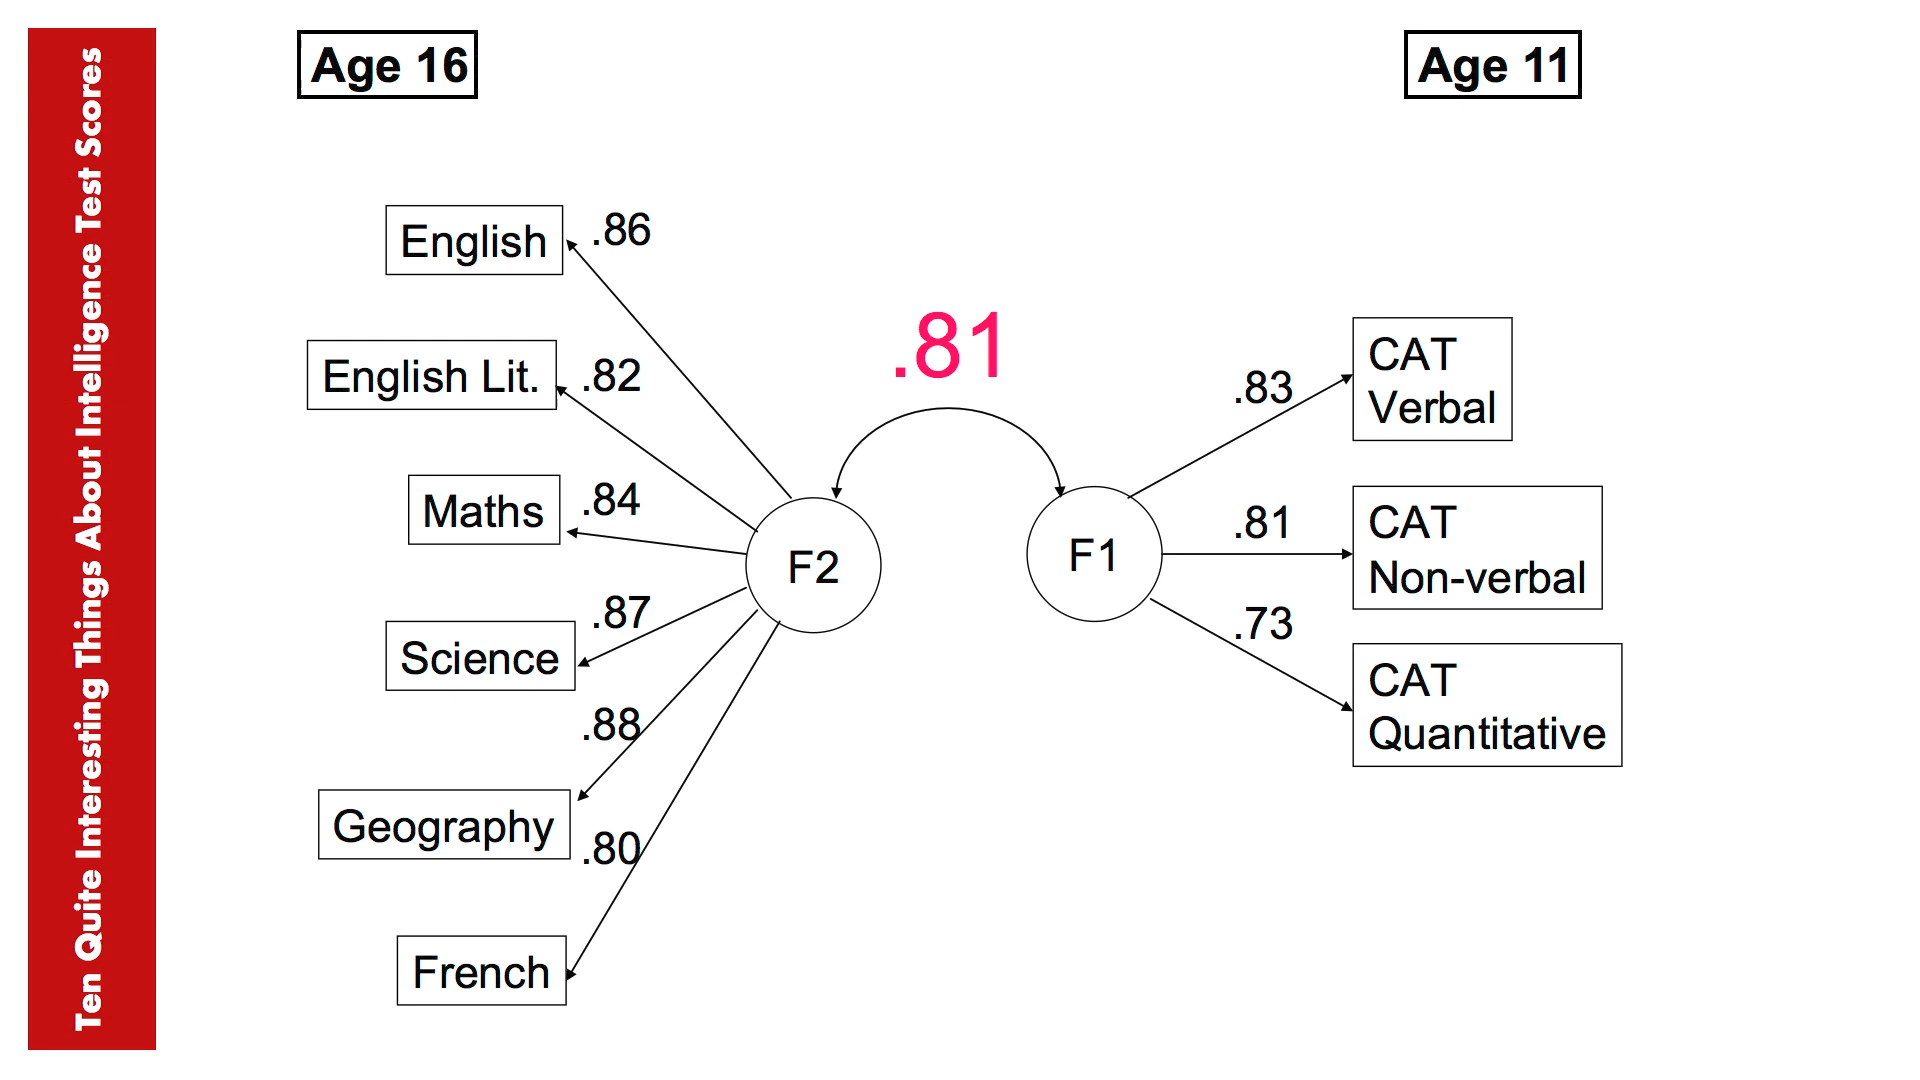 Ten Quite Interesting Things About Intelligence Test Scores
Age 16
Age 11
English
.86
English Lit.
.82
Maths
.84
Science
.87
Geography
.88
French
.80
F2
.81
F1
.83
CAT
Verbal
.81
CAT
Non-verbal
.73
CAT
Quantitative